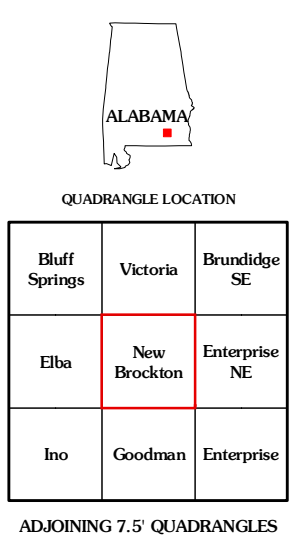 ALABAMA
QUADRANGLE LOCATION
Bluff
Springs
Victoria
Brundidge
SE
Elba
New
Brockton
Enterprise
NE
Ino
Goodman
Enterprise
ADJOINING 7.5' QUADRANGLES